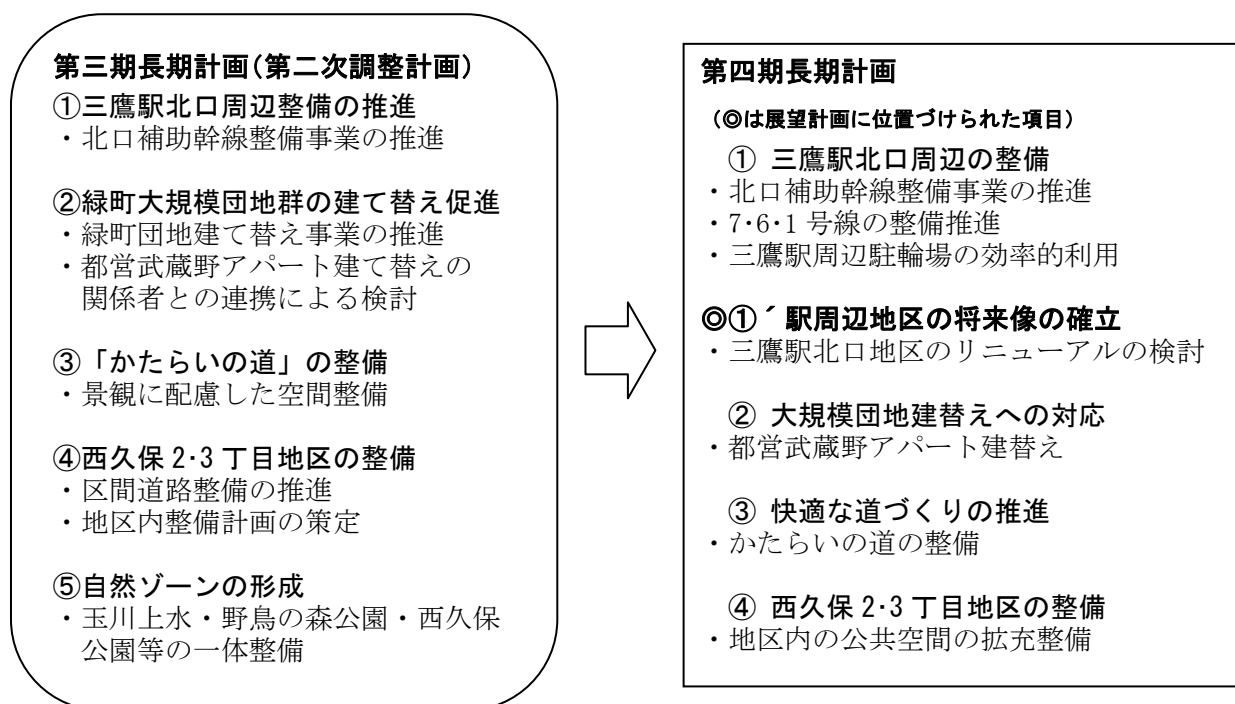 第三期長期計画(第二次調整計画)
①三鷹駅北口周辺整備の推進
・北口補助幹線整備事業の推進
②緑町大規模団地群の建て替え促進
・緑町団地建て替え事業の推進
・都営武蔵野アパート建て替えの
関係者との連携による検討
③「かたらいの道」の整備
・景観に配慮した空間整備
④西久保2･3丁目地区の整備
・区間道路整備の推進
・地区内整備計画の策定
⑤自然ゾーンの形成
・玉川上水・野鳥の森公園・西久保
公園等の一体整備
第四期長期計画
(◎は展望計画に位置づけられた項目)
① 三鷹駅北口周辺の整備
・北口補助幹線整備事業の推進
・7･6･1号線の整備推進
・三鷹駅周辺駐輪場の効率的利用
◎①´駅周辺地区の将来像の確立
・三鷹駅北口地区のリニューアルの検討
② 大規模団地建替えへの対応
・都営武蔵野アパート建替え
③ 快適な道づくりの推進
・かたらいの道の整備
④ 西久保2･3丁目地区の整備
・地区内の公共空間の拡充整備